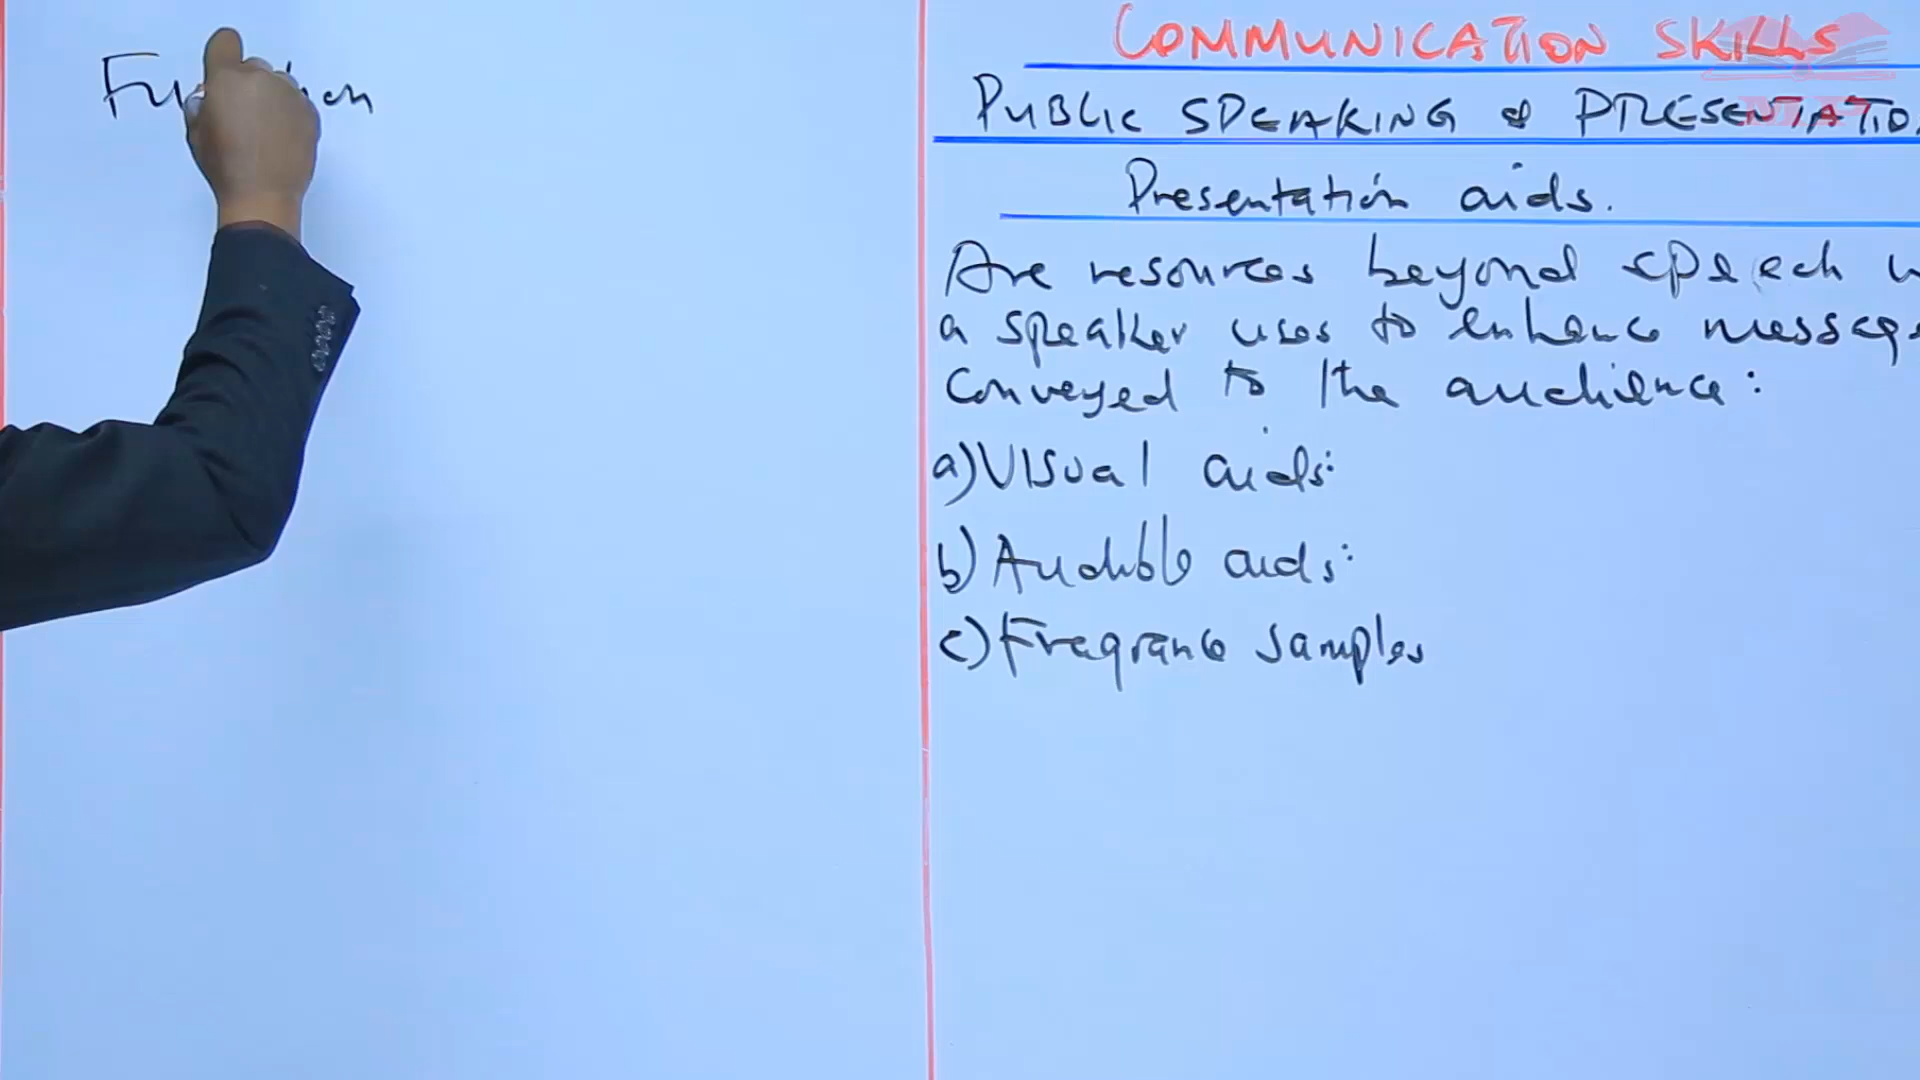 COMMUNICATION SKILLS
PUBLIC SPEAKING & PRESENTATIO
Presentation aids.
Are resources beyond speech w
a speaker uses to enhance message
conveyed to the audience:
a) Visual aids:
b) Audible aids:
c) Fragrance samples